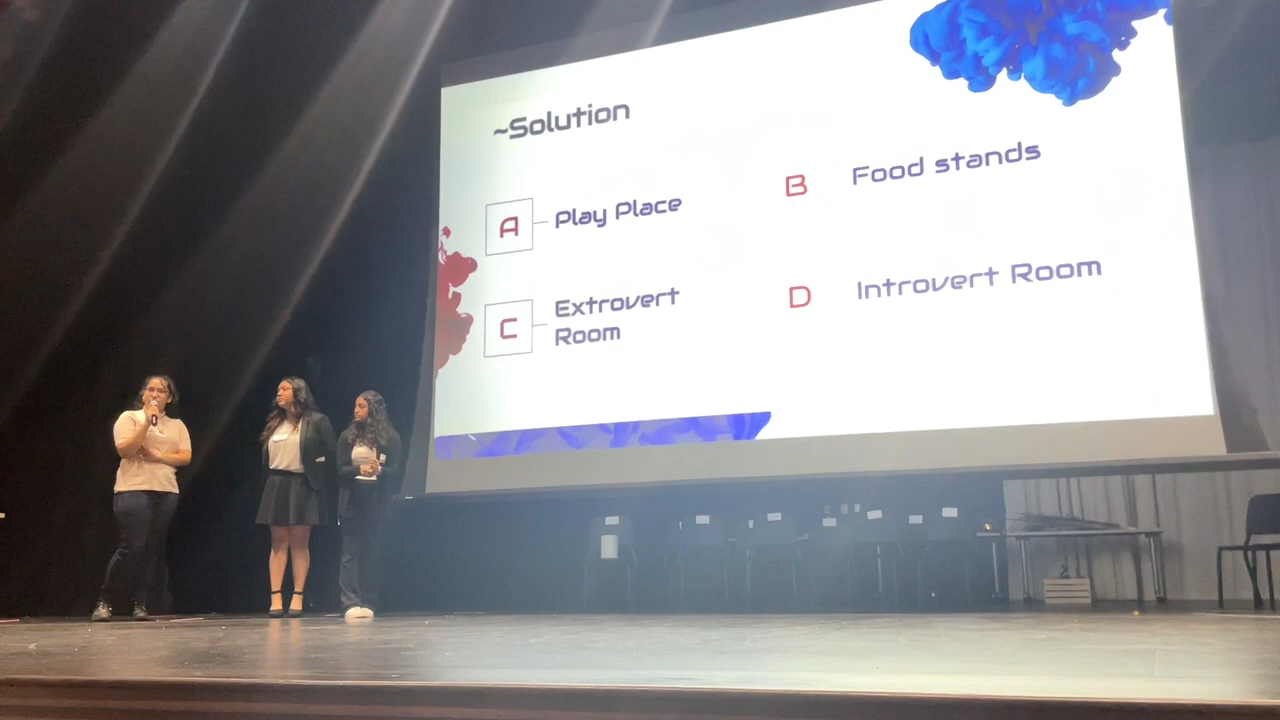 ~Solution
A Play Place
B Food stands
C Extrovert
Room
D Introvert Room